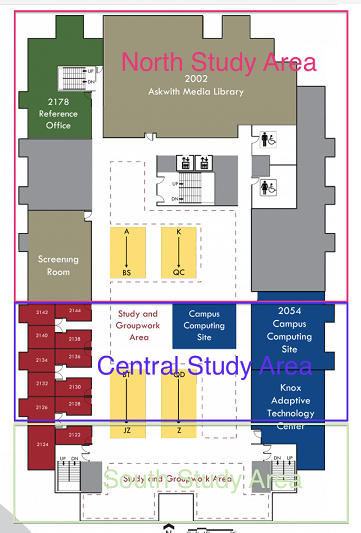 North Study Area
UP
DN
2002
Askwith Media Library
2178
Reference
Office
UP
DN
A
K
BS
QC
Screening
Room
2142
2144
2140
2138
2134
2136
2132
2130
2126
2128
2124
2122
Study and
Groupwork
Area
Campus
Computing
Site
2054
Campus
Computing
Site
Central Study Area
QD
JZ
Z
Knox
Adaptive
Technology
Center
UP DN
DN UP
Study and Groupwork Area
South Study Area
N